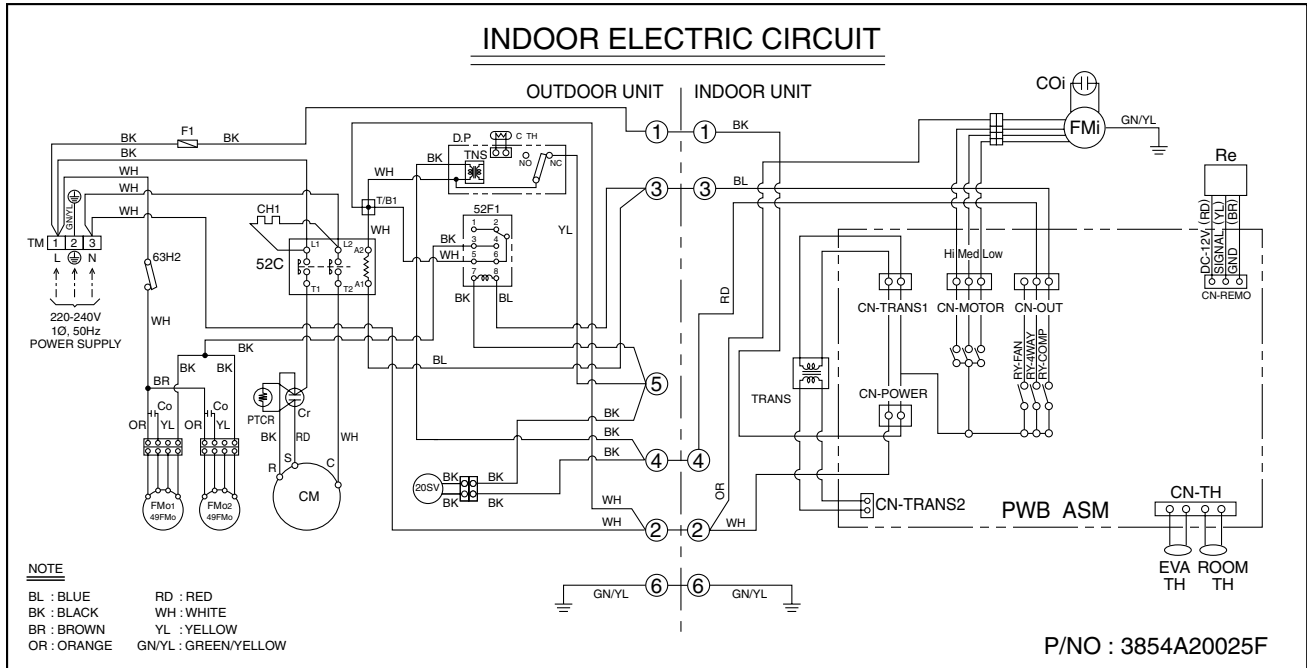 INDOOR ELECTRIC CIRCUIT
OUTDOOR UNIT
INDOOR UNIT
BK
F1
BK
BK
WH
WH
WH
GN/YL
TM
1
2
3
L
N
220-240V
1Ø, 50Hz
POWER SUPPLY
63H2
WH
CH1
52C
L1
L2
A2
T1
T2
A1
WH
T/B1
WH
D.P
C TH
BK
TNS
NO
NC
52F1
1
2
3
4
5
6
7
8
BK
WH
BK
BL
YL
BL
BK
BK
BK
BR
Co
Co
OR
YL
OR
YL
FMo1
49FMo
FMo2
49FMo
PTCR
Cr
BK
RD
WH
R
S
C
CM
20SV
BK
BK
BK
BK
BK
BK
WH
WH
1
1
BK
3
3
BL
5
4
4
2
2
WH
6
6
GN/YL
GN/YL
RD
OR
COi
FMi
GN/YL
Re
DC-12V (RD)
SIGNAL (YL)
GND (BR)
CN-REMO
Hi Med Low
CN-TRANS1
CN-MOTOR
CN-OUT
RY-FAN
RY-4WAY
RY-COMP
TRANS
CN-POWER
CN-TRANS2
PWB ASM
CN-TH
EVA TH
ROOM TH
NOTE
BL : BLUE
RD : RED
BK : BLACK
WH : WHITE
BR : BROWN
YL : YELLOW
OR : ORANGE
GN/YL : GREEN/YELLOW
P/NO : 3854A20025F